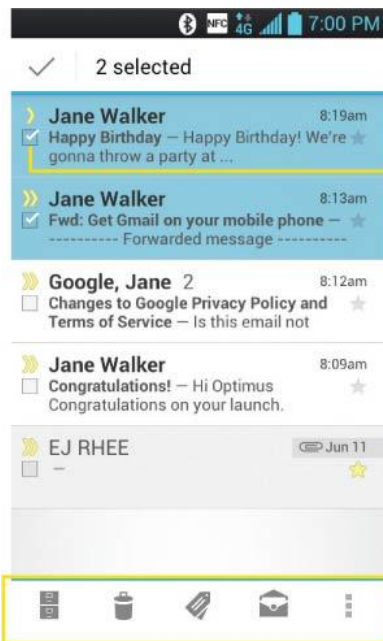 NFC 4G 7:00 PM
2 selected
Jane Walker 8:19am
Happy Birthday — Happy Birthday! We're
gonna throw a party at ...
Jane Walker 8:13am
Fwd: Get Gmail on your mobile phone —
---------- Forwarded message ----------
Google, Jane 2 8:12am
Changes to Google Privacy Policy and
Terms of Service — Is this email not
Jane Walker 8:09am
Congratulations! — Hi Optimus
Congratulations on your launch.
EJ RHEE Jun 11
—